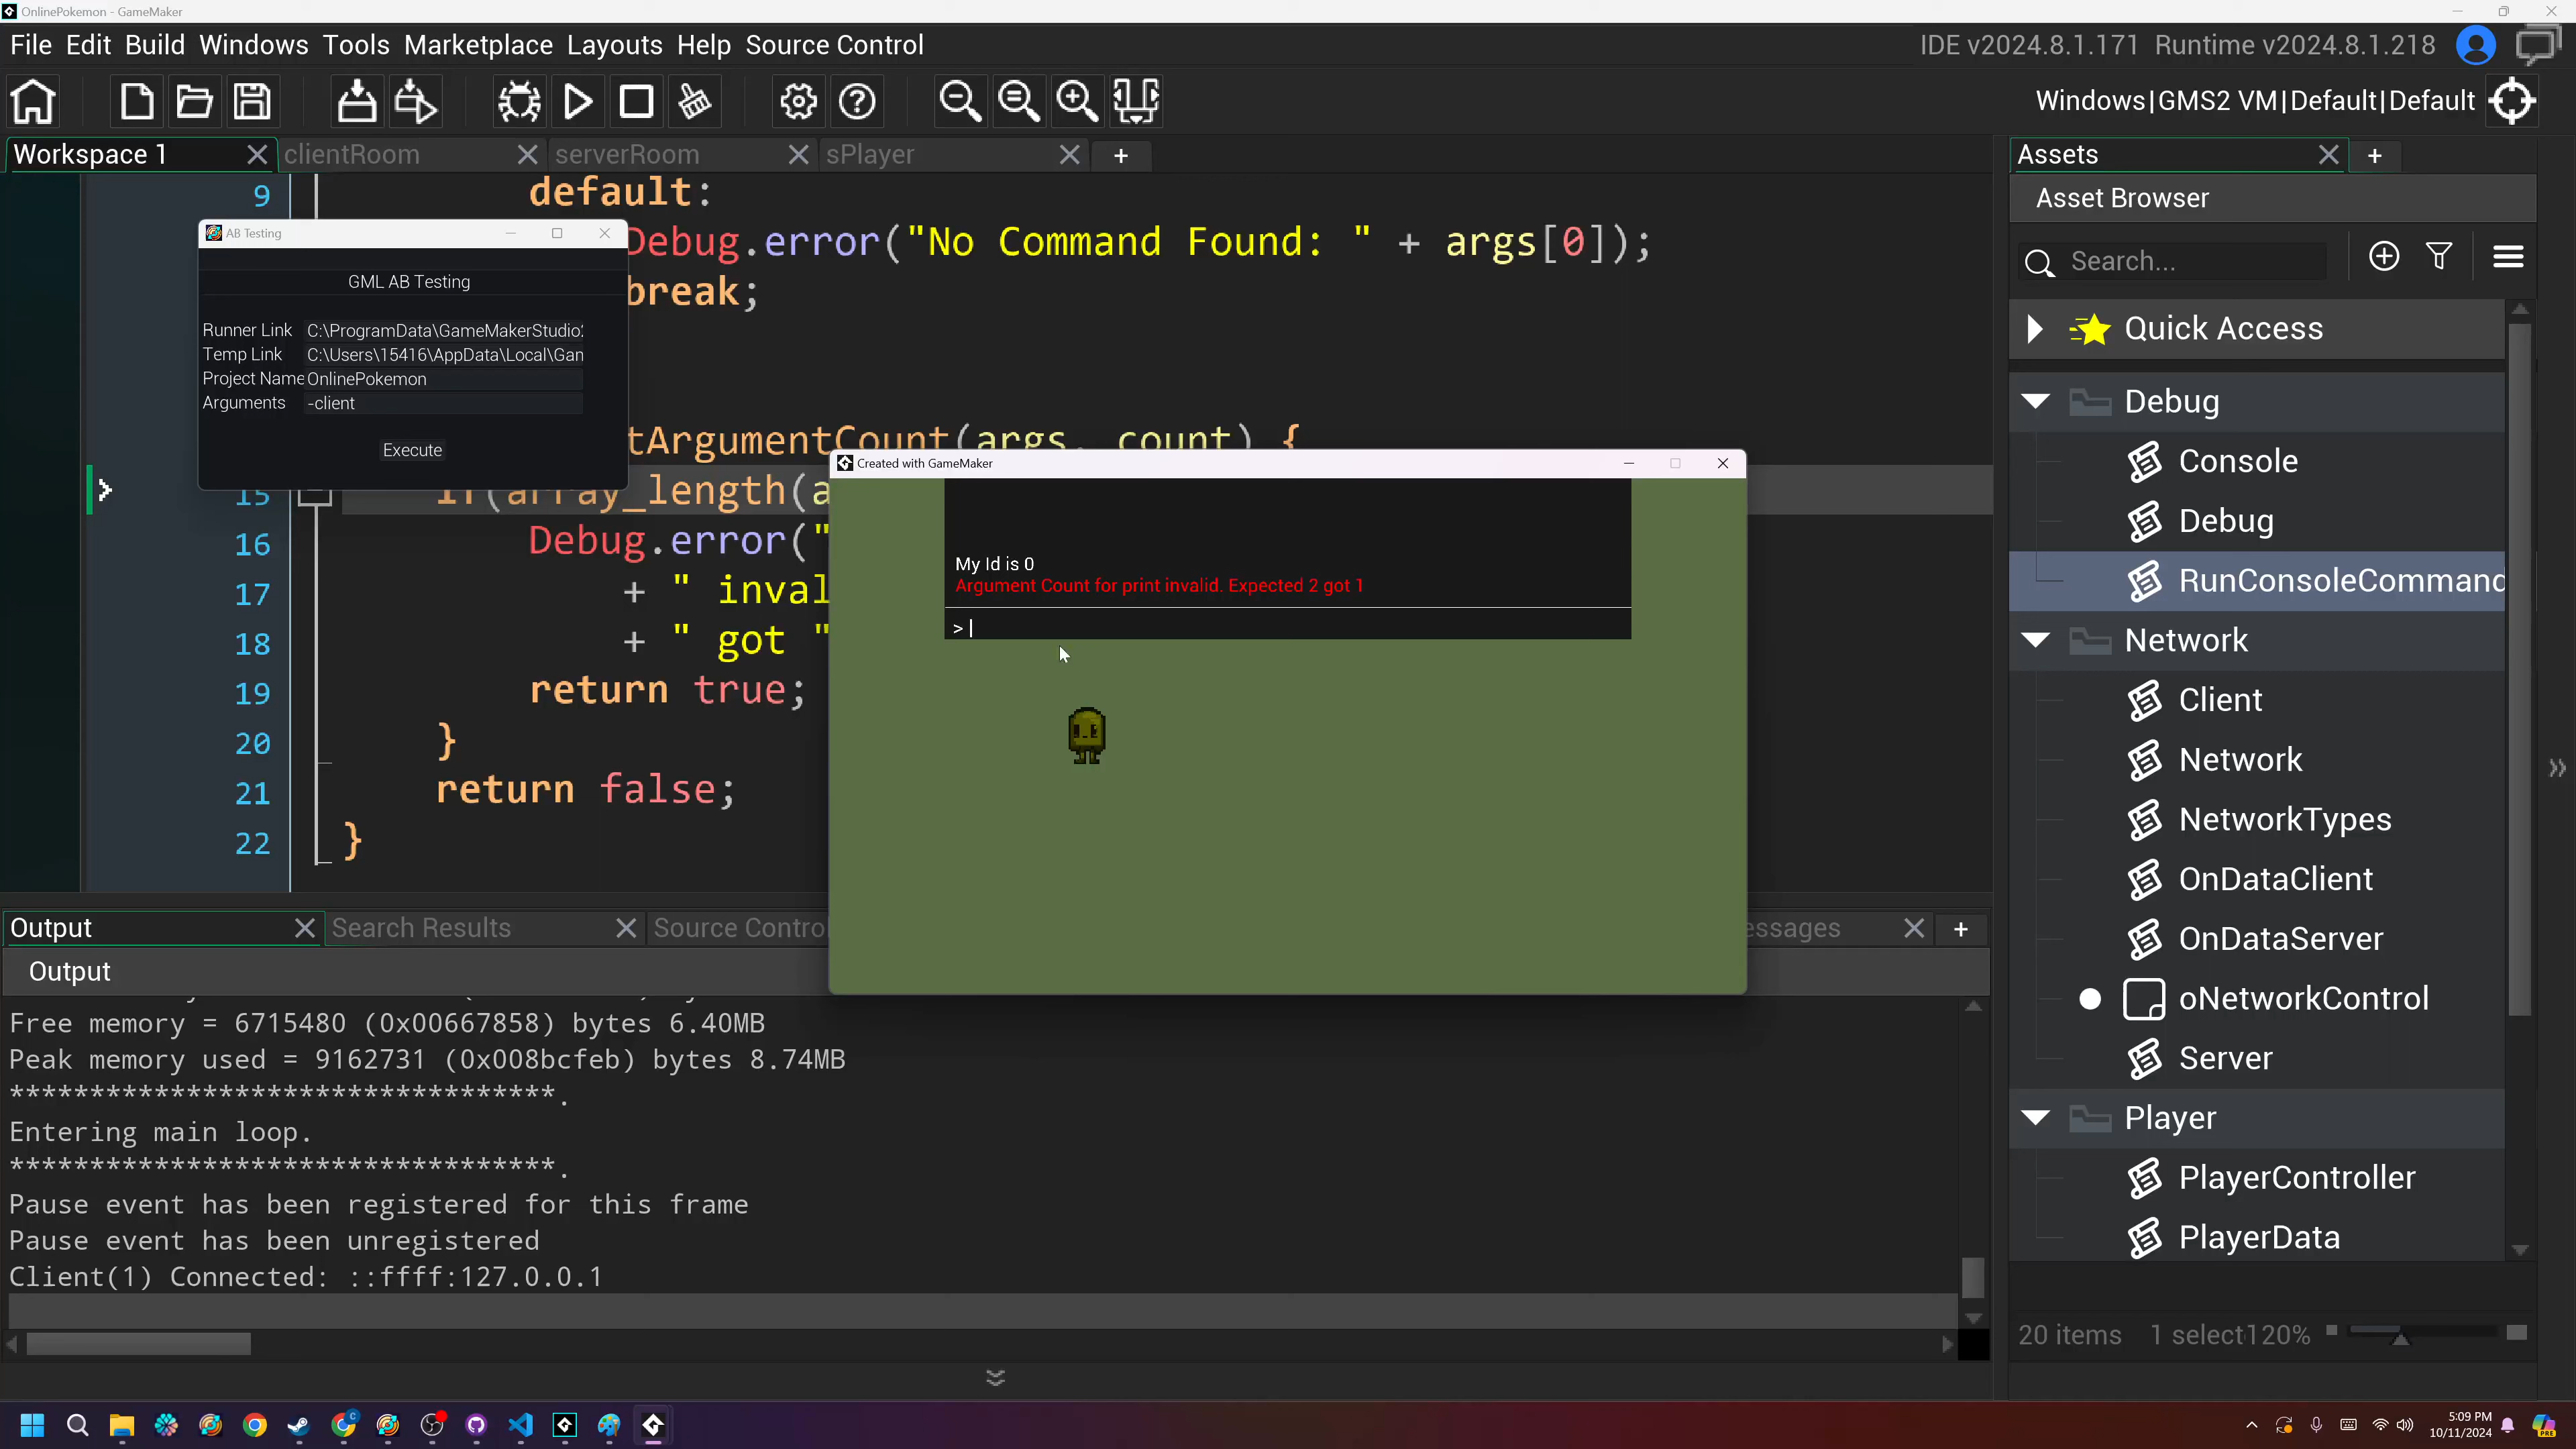 OnlinePokemon - GameMaker
File Edit Build Windows Tools Marketplace Layouts Help Source Control
IDE v2024.8.1.171 Runtime v2024.8.1.218
Windows|GMS2 VM|Default|Default
Workspace 1
clientRoom
serverRoom
sPlayer
+
9 default:
Debug.error("No Command Found: " + args[0]);
break;
tArgumentCount(args, count) {
15 if(array_length(a
16 Debug.error("
17 + " inval
18 + " got "
19 return true;
20 }
21 return false;
22 }
AB Testing
GML AB Testing
Runner Link C:\ProgramData\GameMakerStudio2
Temp Link C:\Users\15416\AppData\Local\Gam
Project Name OnlinePokemon
Arguments -client
Execute
Created with GameMaker
My Id is 0
Argument Count for print invalid. Expected 2 got 1
> |
Output
Search Results
Source Control
essages
+
Output
Free memory = 6715480 (0x00667858) bytes 6.40MB
Peak memory used = 9162731 (0x008bcfeb) bytes 8.74MB
**********************************.
Entering main loop.
**********************************.
Pause event has been registered for this frame
Pause event has been unregistered
Client(1) Connected: ::ffff:127.0.0.1
Assets
+
Asset Browser
Search...
Quick Access
Debug
Console
Debug
RunConsoleCommand
Network
Client
Network
NetworkTypes
OnDataClient
OnDataServer
oNetworkControl
Server
Player
PlayerController
PlayerData
20 items 1 select 120%
5:09 PM
10/11/2024